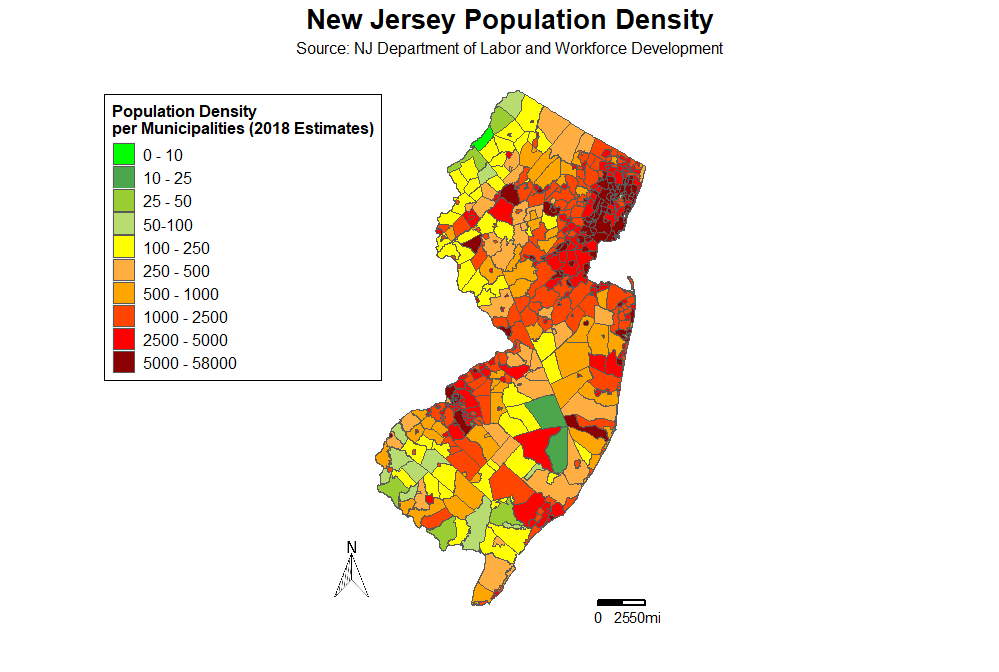 New Jersey Population Density
Source: NJ Department of Labor and Workforce Development
Population Density
per Municipalities (2018 Estimates)
0 - 10
10 - 25
25 - 50
50-100
100 - 250
250 - 500
500 - 1000
1000 - 2500
2500 - 5000
5000 - 58000
N
0 2550mi